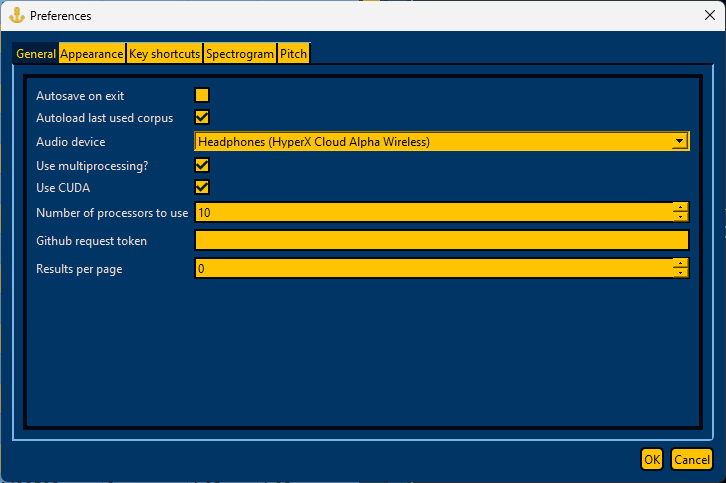 Preferences
General Appearance Key shortcuts Spectrogram Pitch
Autosave on exit
Autoload last used corpus
Audio device Headphones (HyperX Cloud Alpha Wireless)
Use multiprocessing?
Use CUDA
Number of processors to use 10
Github request token
Results per page 0
OK Cancel